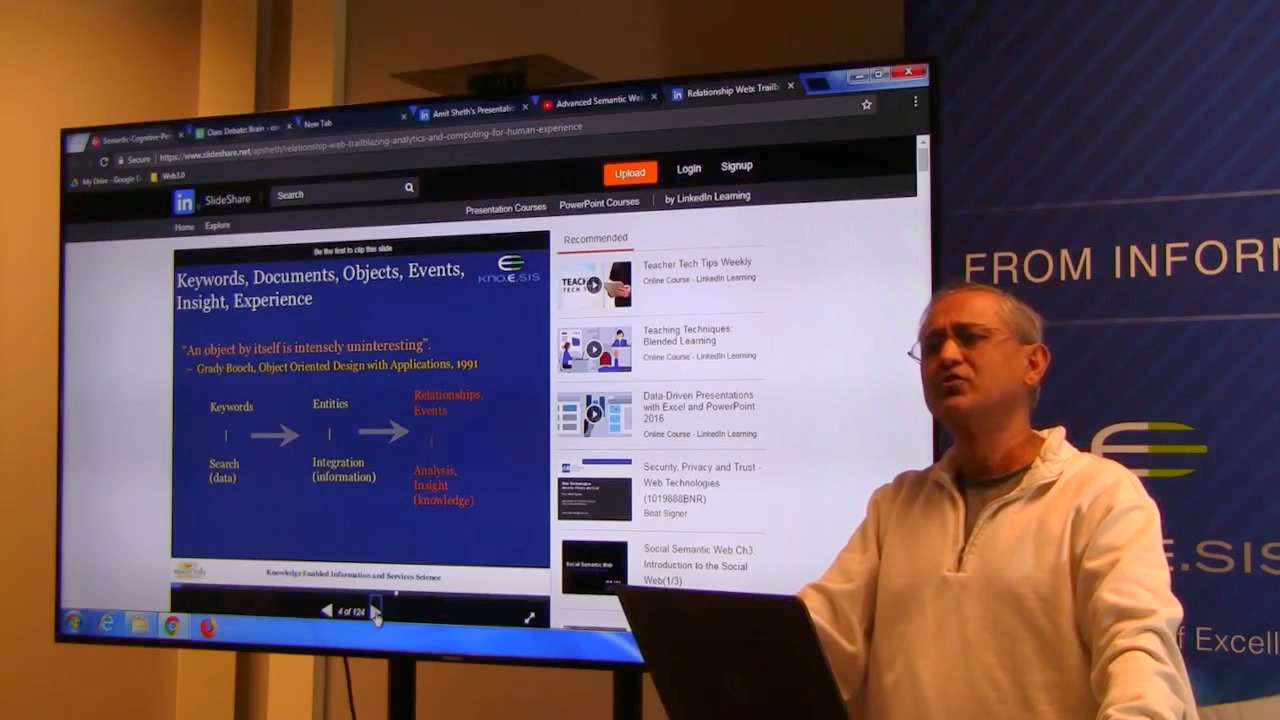 Semantic-Cognitive-Per
Class Debate: Brain - co
New Tab
Amit Sheth's Presentatio
Advanced Semantic We
Relationship Web: Trailb
Secure
https://www.slideshare.net/apsheth/relationship-web-trailblazing-analytics-and-computing-for-human-experience
My Drive - Google D
Web3.0
in SlideShare
Search
Upload
Login
Signup
Home
Explore
Presentation Courses
PowerPoint Courses
by LinkedIn Learning
Be the first to clip this slide
Keywords, Documents, Objects, Events,
Insight, Experience
KNO.E.SIS
"An object by itself is intensely uninteresting".
~ Grady Booch, Object Oriented Design with Applications, 1991
Keywords
Entities
Relationships,
Events
Search
(data)
Integration
(information)
Analysis,
Insight
(knowledge)
Knowledge Enabled Information and Services Science
4 of 124
Recommended
Teacher Tech Tips Weekly
Online Course - LinkedIn Learning
Teaching Techniques:
Blended Learning
Online Course - LinkedIn Learning
Data-Driven Presentations
with Excel and PowerPoint
2016
Online Course - LinkedIn Learning
Security, Privacy and Trust -
Web Technologies
(1019888BNR)
Beat Signer
Social Semantic Web
Social Semantic Web Ch3.
Introduction to the Social
Web(1/3)
FROM INFORM
E.SIS
of Excell